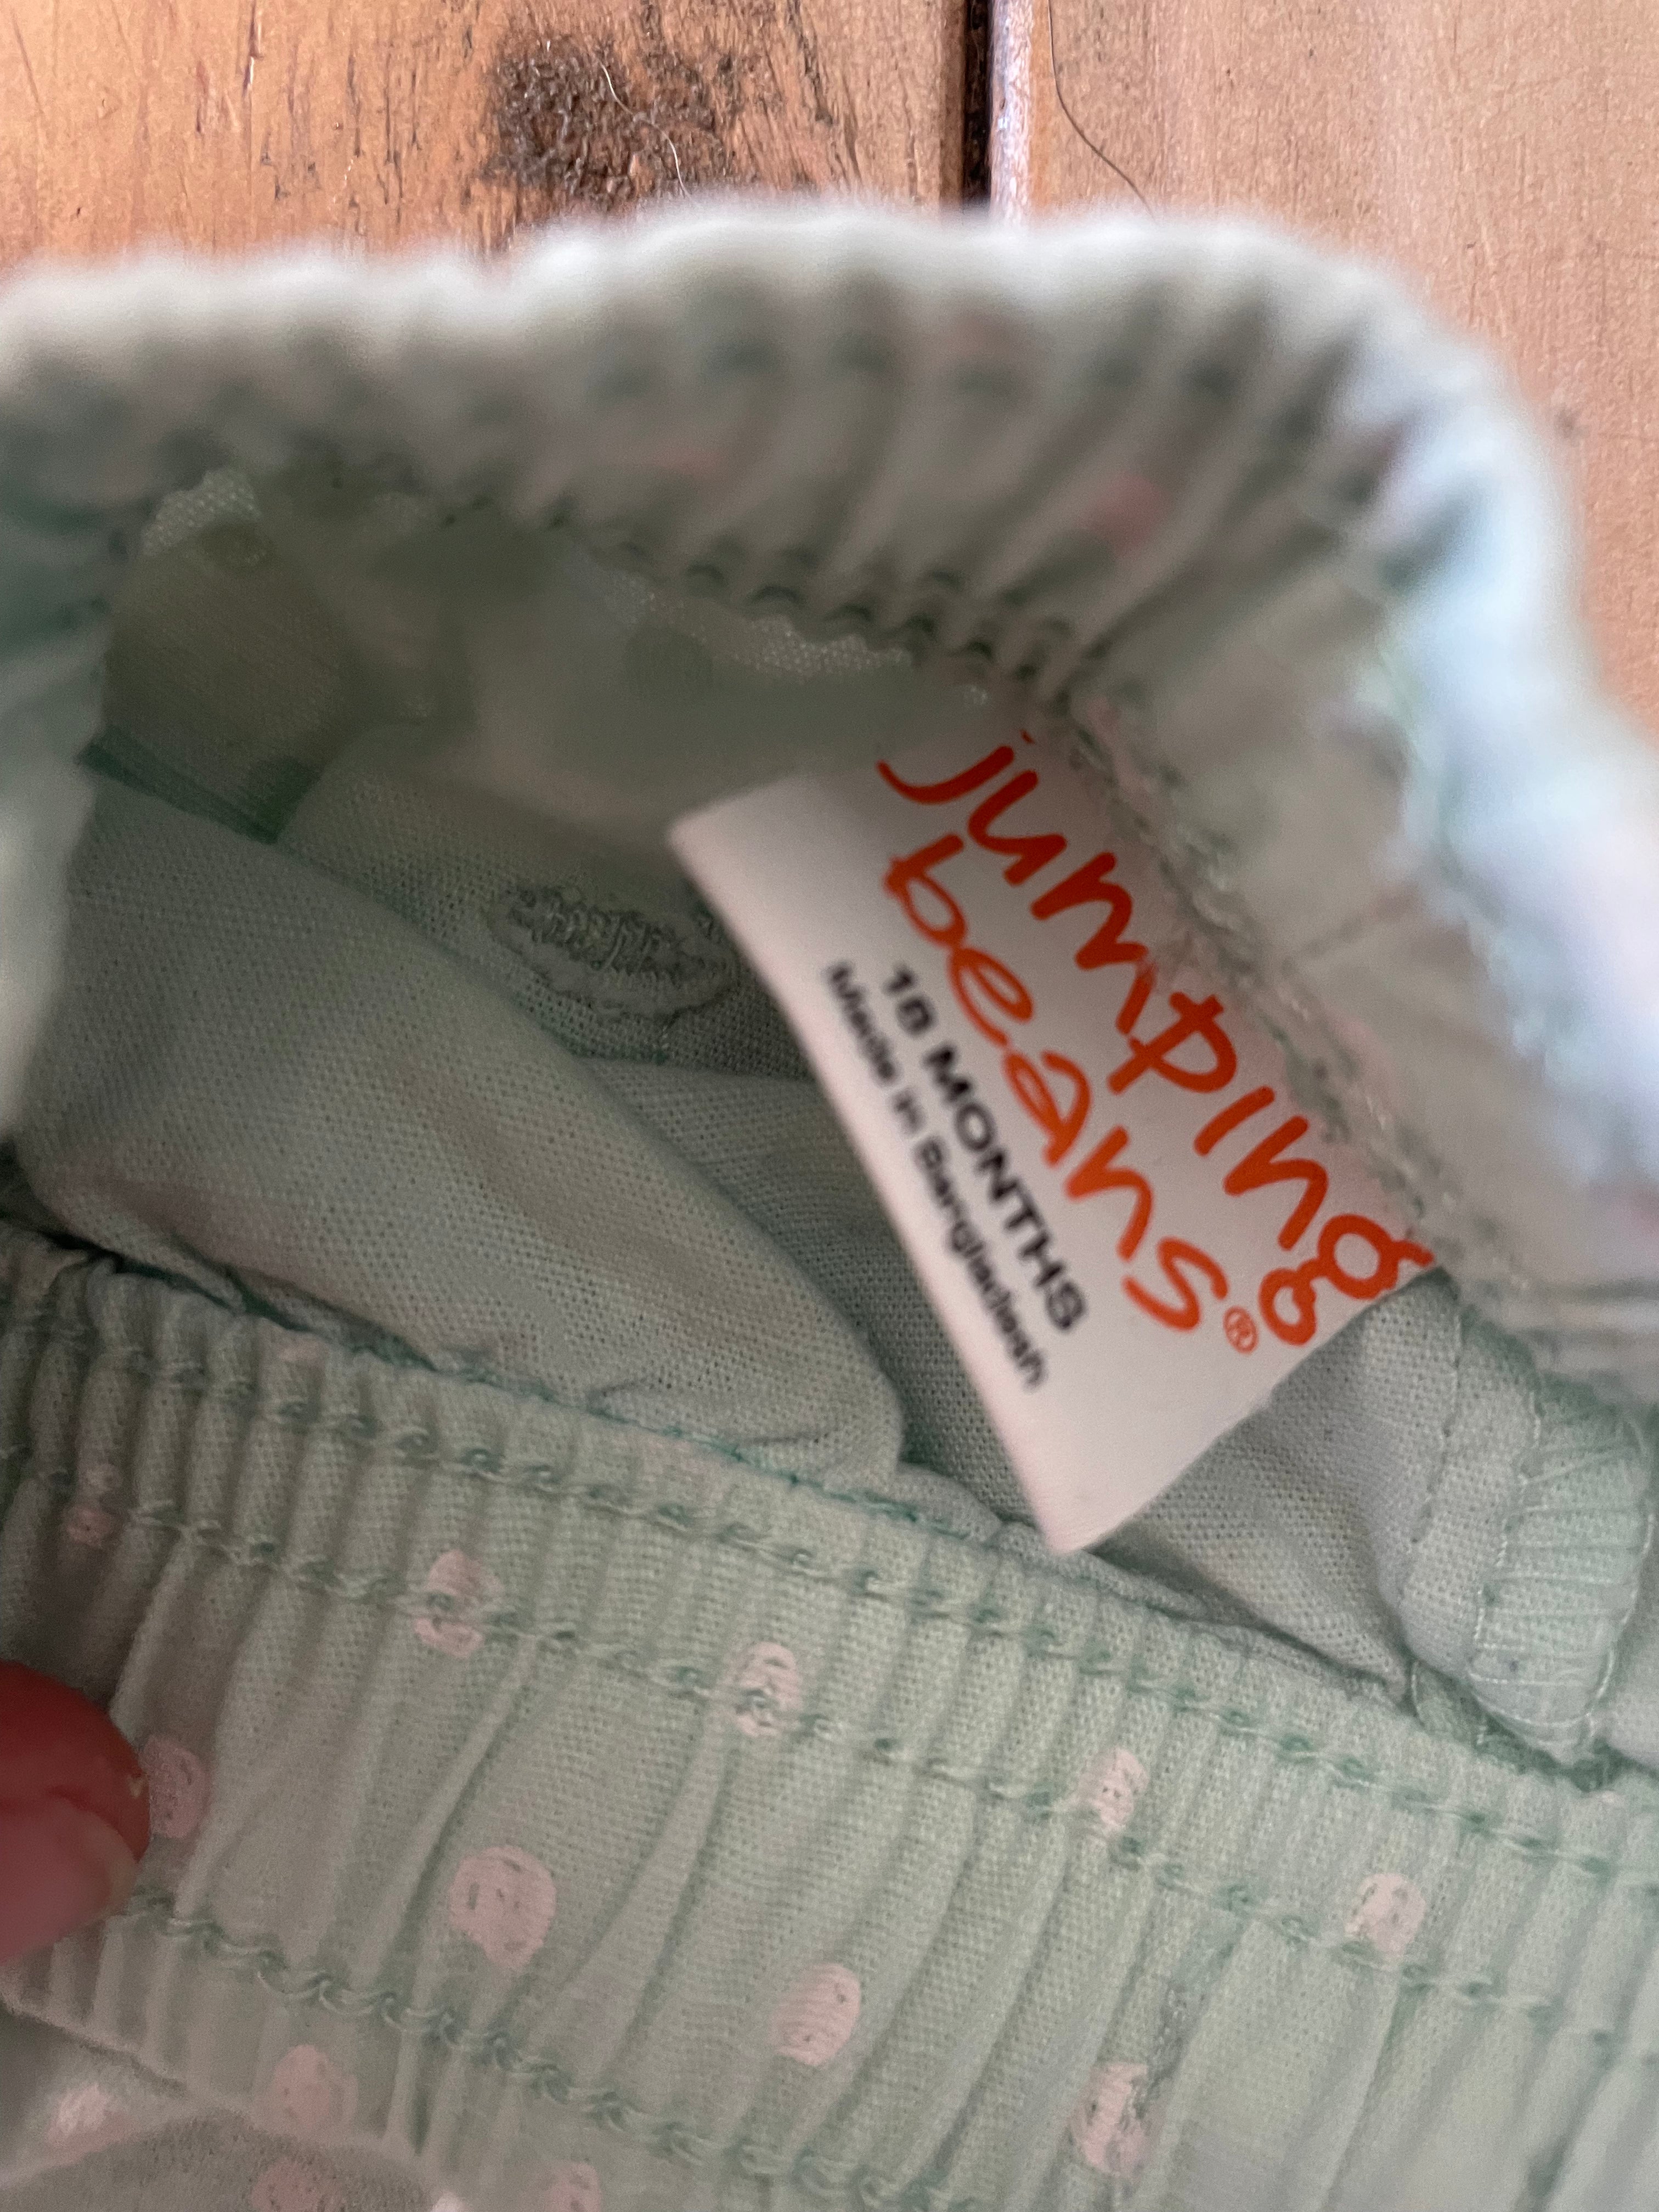 jumping
beans®
18 MONTHS
Made in Bangladesh